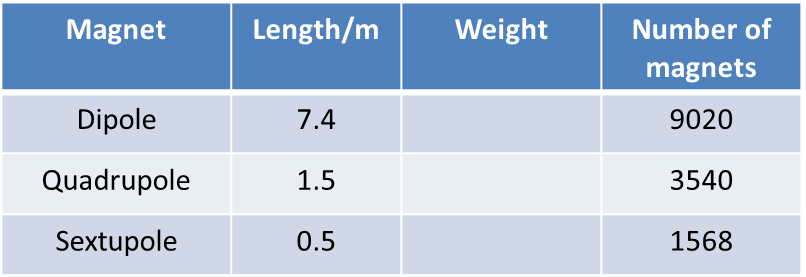 Magnet Length/m Weight Number of magnets
Dipole 7.4 9020
Quadrupole 1.5 3540
Sextupole 0.5 1568